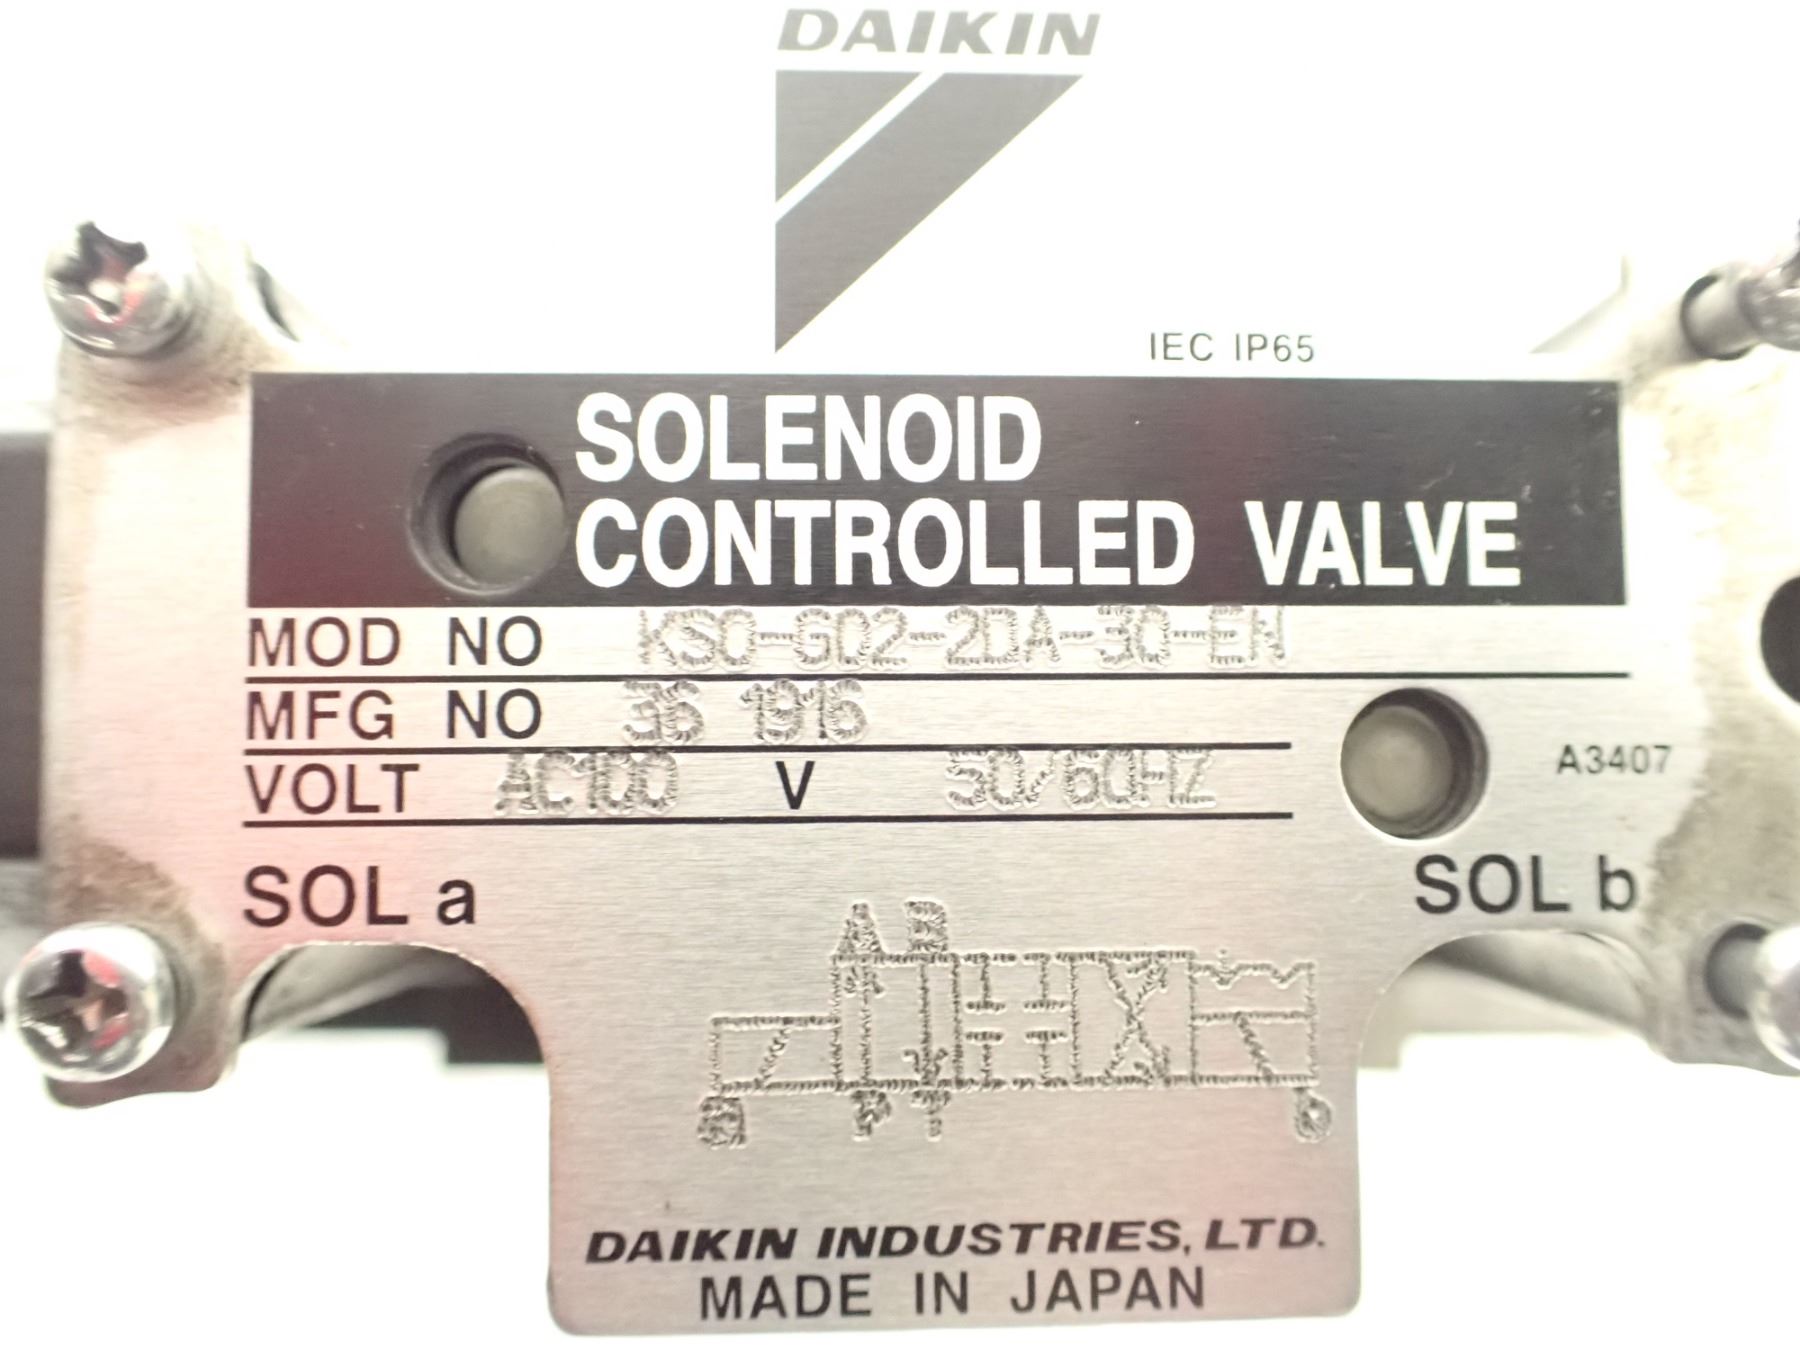 DAIKIN
IEC IP65
SOLENOID
CONTROLLED VALVE
MOD NO KSO-G02-2DA-30-EN
MFG NO 36 1916
VOLT AC100 V 50/60HZ
A3407
SOL a
SOL b
A B
DAIKIN INDUSTRIES, LTD.
MADE IN JAPAN